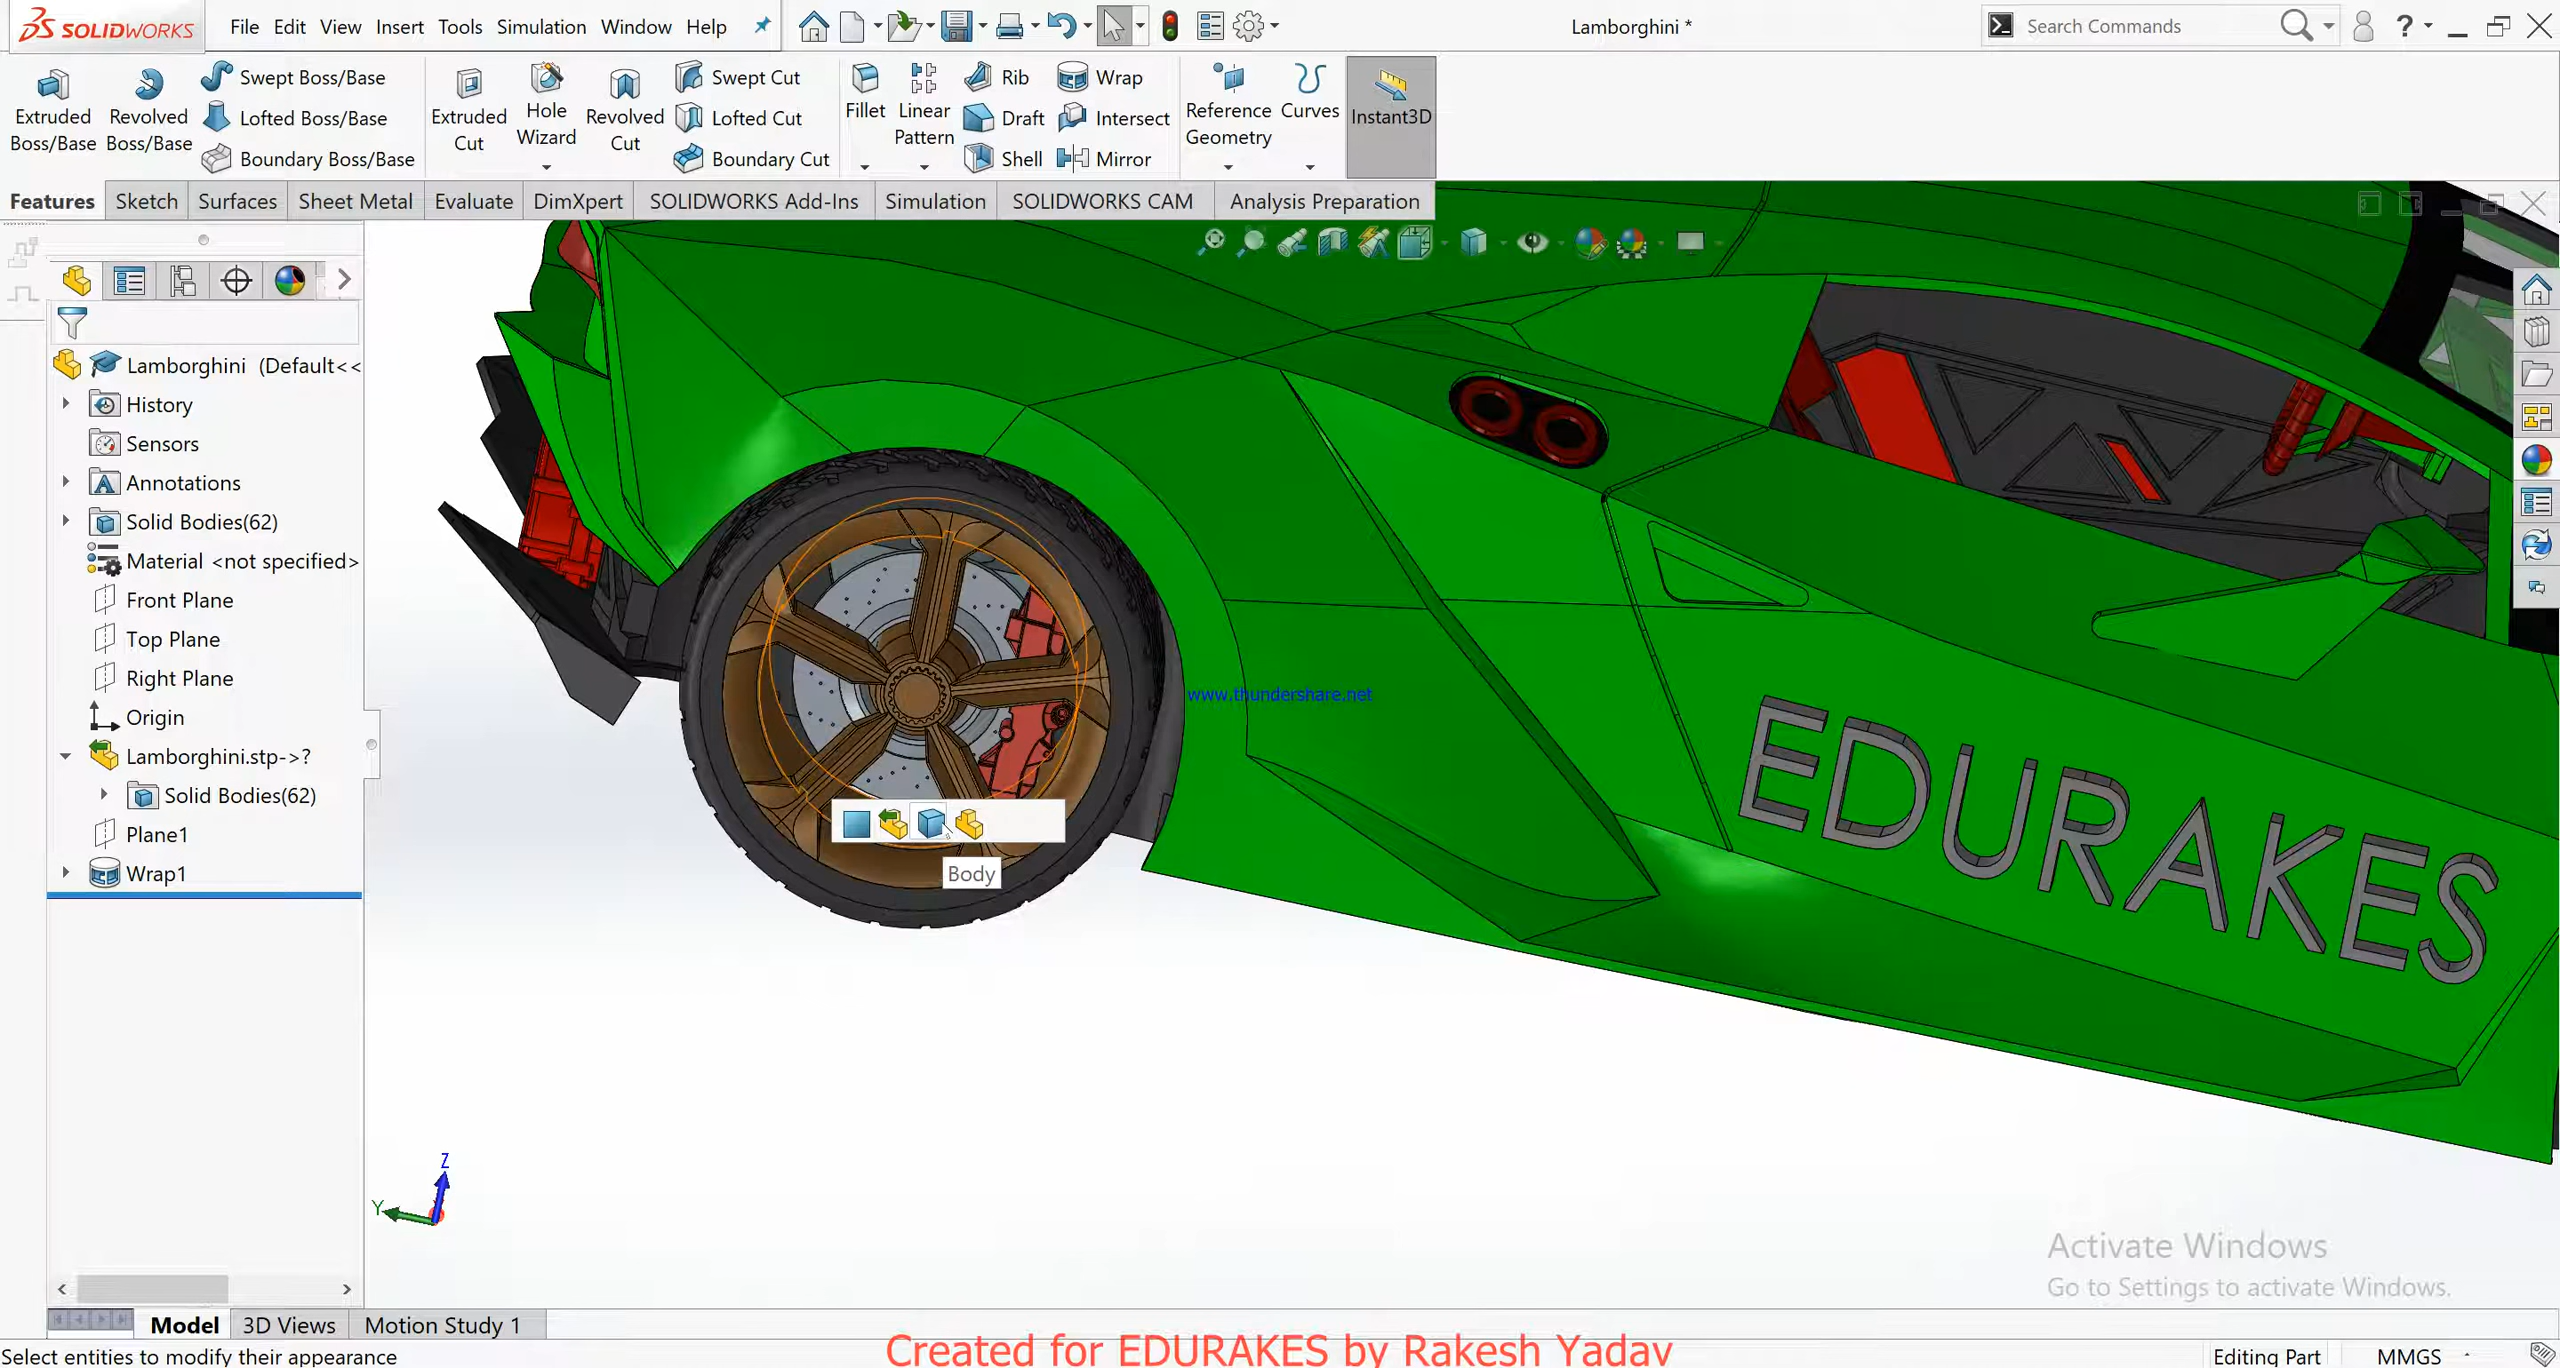 SOLIDWORKS File Edit View Insert Tools Simulation Window Help Lamborghini * Search Commands ?
Extruded Boss/Base
Revolved Boss/Base
Swept Boss/Base
Lofted Boss/Base
Boundary Boss/Base
Extruded Cut
Hole Wizard
Revolved Cut
Swept Cut
Lofted Cut
Boundary Cut
Fillet
Linear Pattern
Rib
Draft
Shell
Wrap
Intersect
Mirror
Reference Geometry
Curves
Instant3D
Features Sketch Surfaces Sheet Metal Evaluate DimXpert SOLIDWORKS Add-Ins Simulation SOLIDWORKS CAM Analysis Preparation
Lamborghini (Default<<
History
Sensors
Annotations
Solid Bodies(62)
Material <not specified>
Front Plane
Top Plane
Right Plane
Origin
Lamborghini.stp->?
Solid Bodies(62)
Plane1
Wrap1
www.thundershare.net
EDURAKES
Body
Z
Y
Activate Windows
Go to Settings to activate Windows.
Model 3D Views Motion Study 1
Created for EDURAKES by Rakesh Yadav
Select entities to modify their appearance Editing Part MMGS